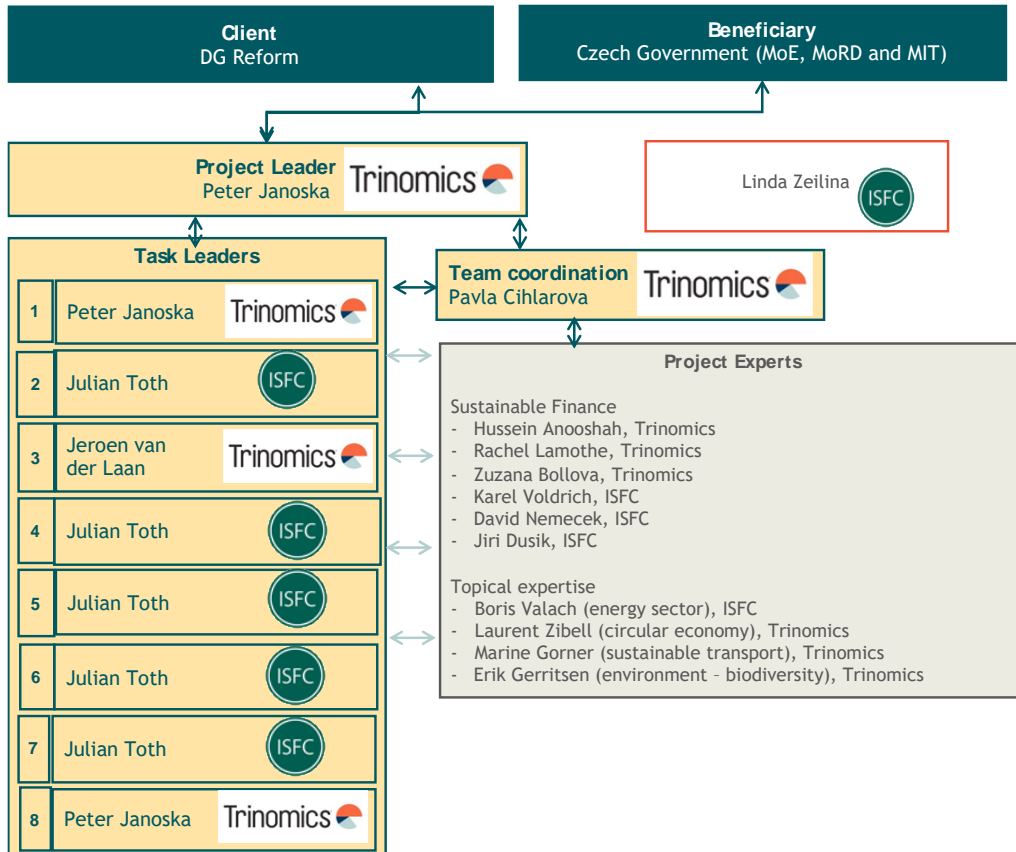 Client
DG Reform
Beneficiary
Czech Government (MoE, MoRD and MIT)
Project Leader
Peter Janoska
Trinomics
Linda Zeilina
ISFC
Task Leaders
1
Peter Janoska
Trinomics
2
Julian Toth
ISFC
3
Jeroen van
der Laan
Trinomics
4
Julian Toth
ISFC
5
Julian Toth
ISFC
6
Julian Toth
ISFC
7
Julian Toth
ISFC
8
Peter Janoska
Trinomics
Team coordination
Pavla Cihlarova
Trinomics
Project Experts
Sustainable Finance
- Hussein Anooshah, Trinomics
- Rachel Lamothe, Trinomics
- Zuzana Bollova, Trinomics
- Karel Voldrich, ISFC
- David Nemecek, ISFC
- Jiri Dusik, ISFC
Topical expertise
- Boris Valach (energy sector), ISFC
- Laurent Zibell (circular economy), Trinomics
- Marine Gorner (sustainable transport), Trinomics
- Erik Gerritsen (environment – biodiversity), Trinomics